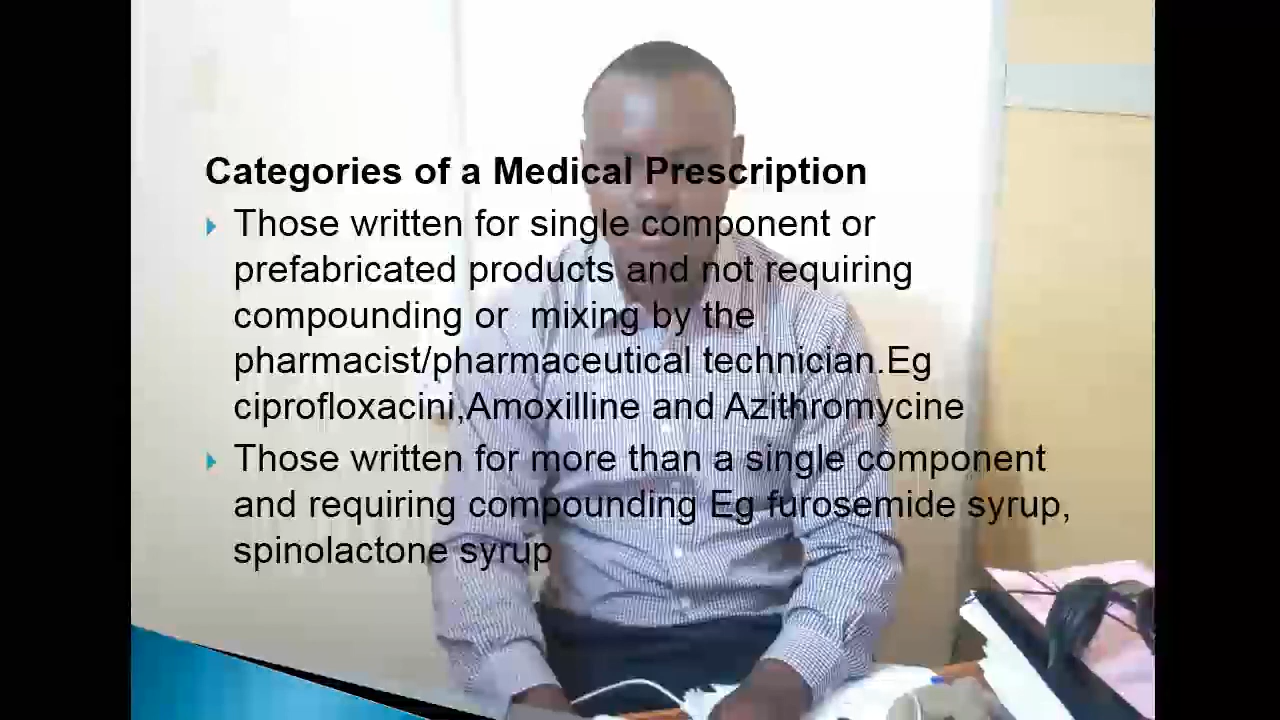 Categories of a Medical Prescription
Those written for single component or
prefabricated products and not requiring
compounding or  mixing by the
pharmacist/pharmaceutical technician.Eg
ciprofloxacini,Amoxilline and Azithromycine
Those written for more than a single component
and requiring compounding Eg furosemide syrup,
spinolactone syrup